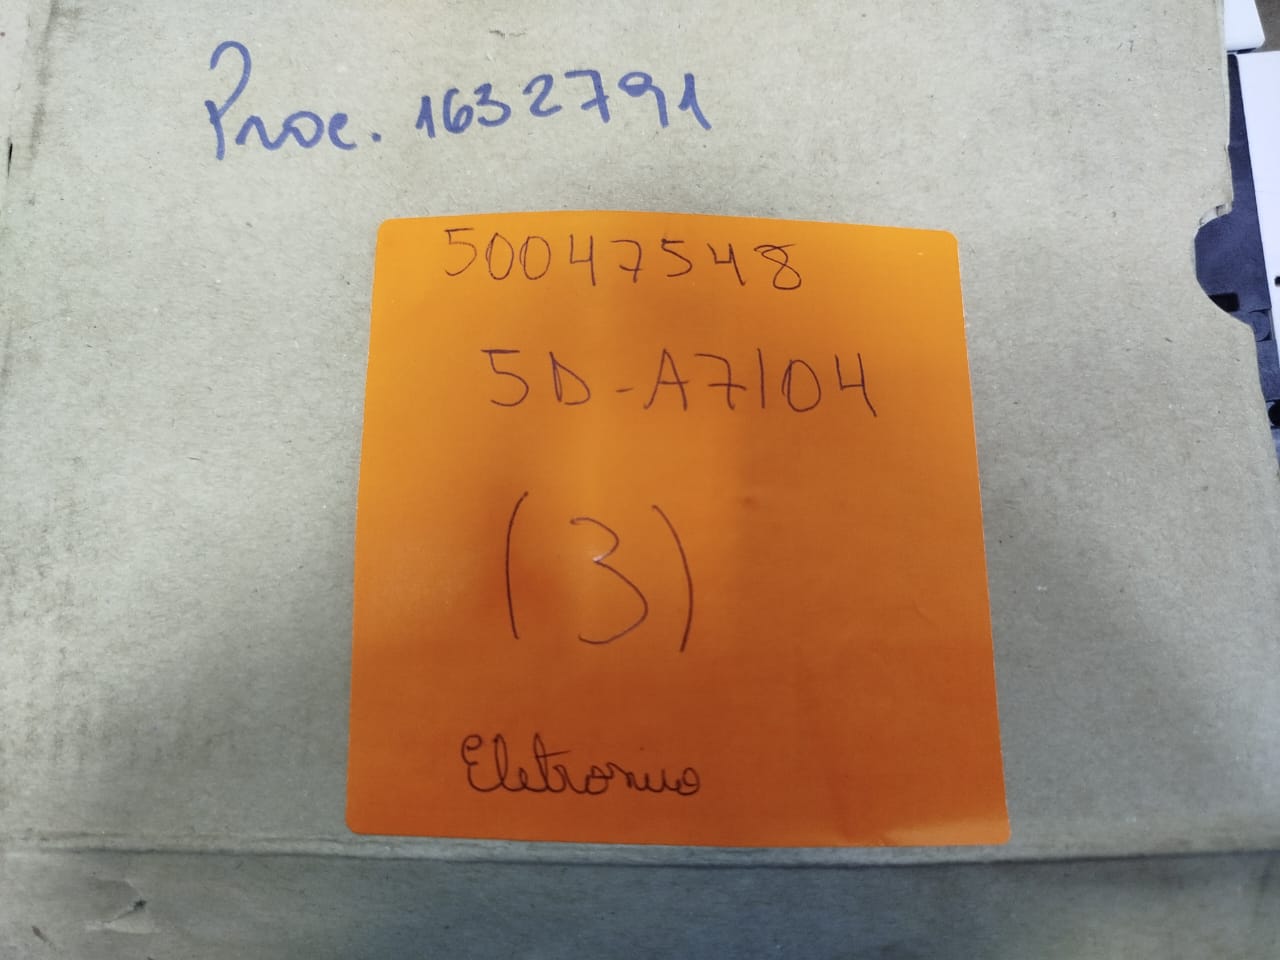 Proc. 1632791
50047548
5D-A7104
(3)
Eletronico